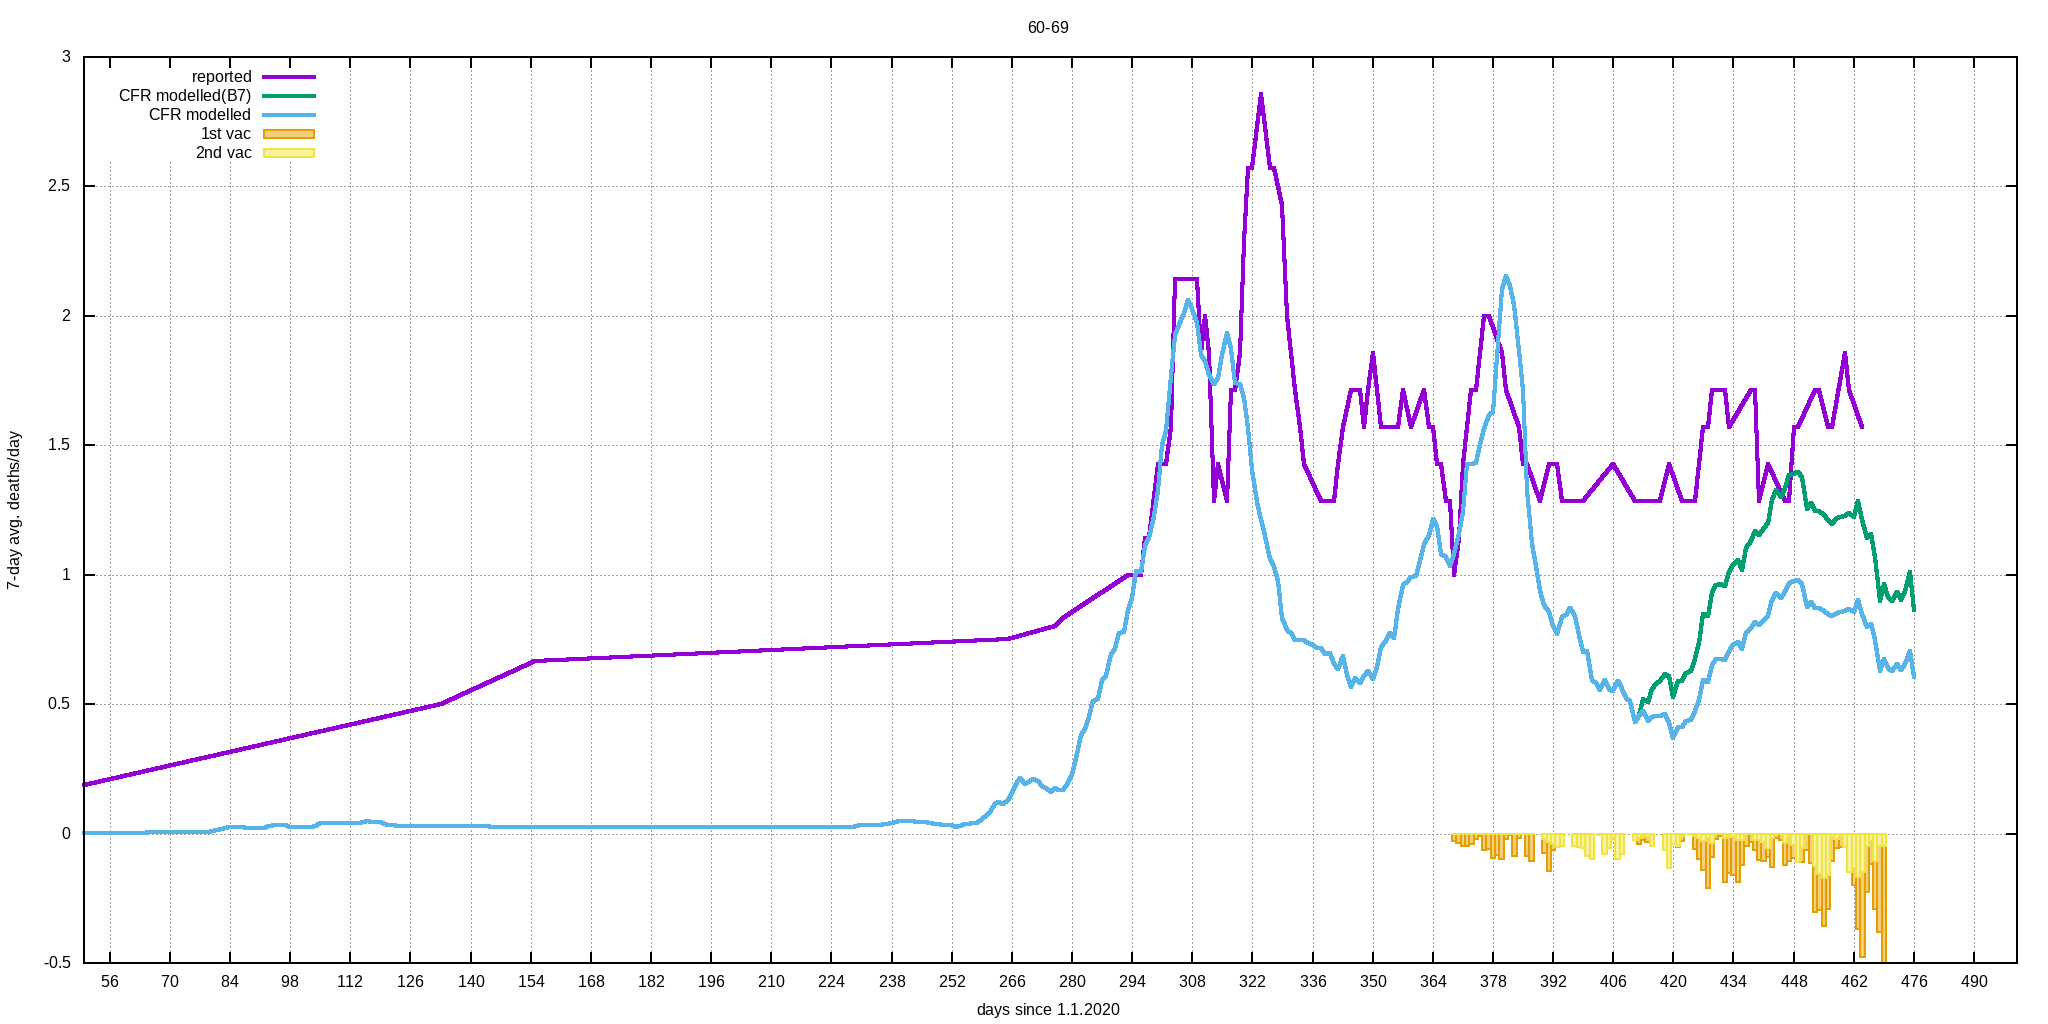 60-69
reported
CFR modelled(B7)
CFR modelled
1st vac
2nd vac
7-day avg. deaths/day
3
2.5
2
1.5
1
0.5
0
-0.5
56 70 84 98 112 126 140 154 168 182 196 210 224 238 252 266 280 294 308 322 336 350 364 378 392 406 420 434 448 462 476 490
days since 1.1.2020